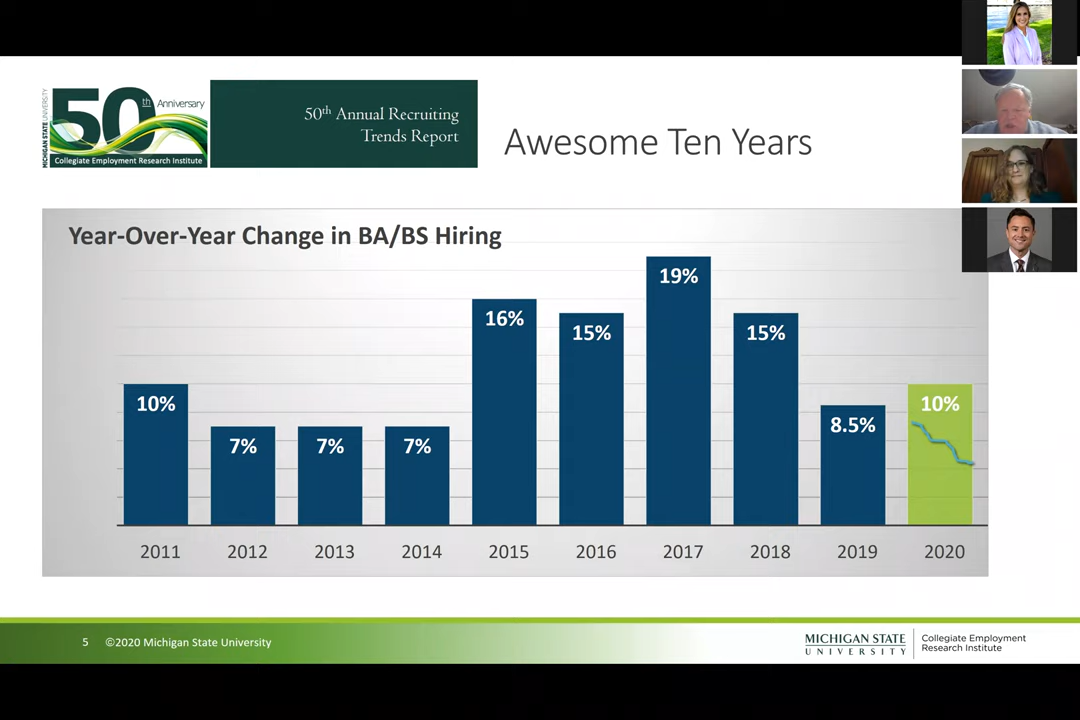 MICHIGAN STATE UNIVERSITY
50th Anniversary
Collegiate Employment Research Institute
50th Annual Recruiting
Trends Report
Awesome Ten Years
Year-Over-Year Change in BA/BS Hiring
10%
7%
7%
7%
16%
15%
19%
15%
8.5%
10%
2011
2012
2013
2014
2015
2016
2017
2018
2019
2020
5 ©2020 Michigan State University
MICHIGAN STATE
UNIVERSITY
Collegiate Employment
Research Institute